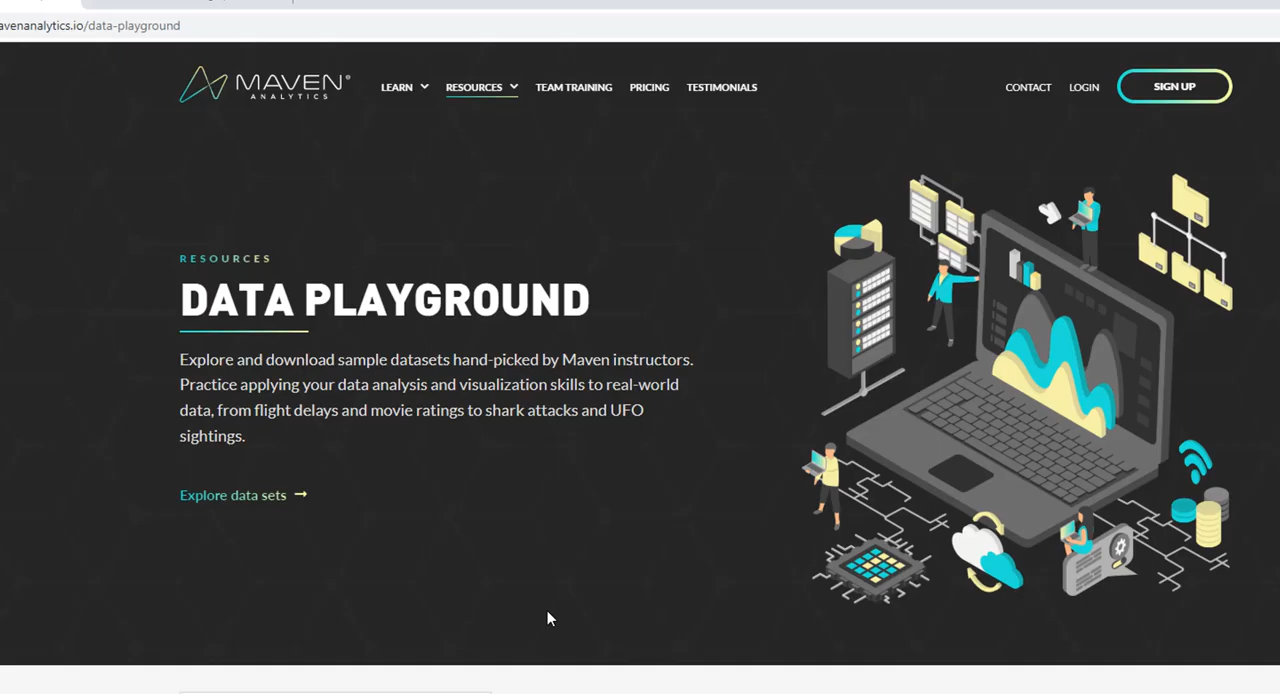 avenanalytics.io/data-playground
MAVEN®
ANALYTICS
LEARN
RESOURCES
TEAM TRAINING
PRICING
TESTIMONIALS
CONTACT
LOGIN
SIGN UP
RESOURCES
DATA PLAYGROUND
Explore and download sample datasets hand-picked by Maven instructors.
Practice applying your data analysis and visualization skills to real-world
data, from flight delays and movie ratings to shark attacks and UFO
sightings.
Explore data sets →